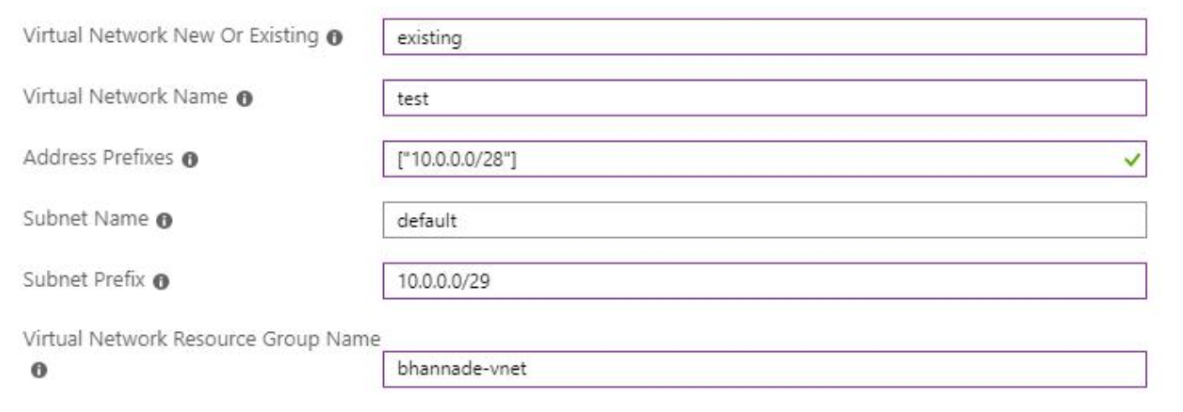 Virtual Network New Or Existing
existing
Virtual Network Name
test
Address Prefixes
["10.0.0.0/28"]
Subnet Name
default
Subnet Prefix
10.0.0.0/29
Virtual Network Resource Group Name
bhannade-vnet